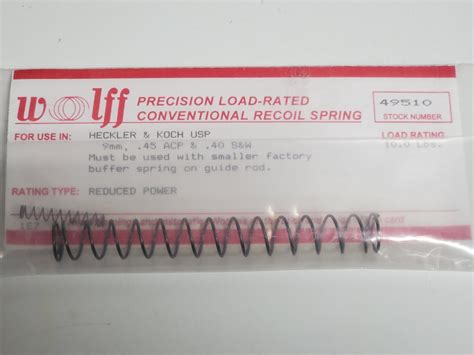 wolff PRECISION LOAD-RATED
CONVENTIONAL RECOIL SPRING
49510
STOCK NUMBER
FOR USE IN: HECKLER & KOCH USP
9mm, .45 ACP & .40 S&W
Must be used with smaller factory
buffer spring on guide rod.
LOAD RATING
10.0 Lbs.
RATING TYPE: REDUCED POWER
card